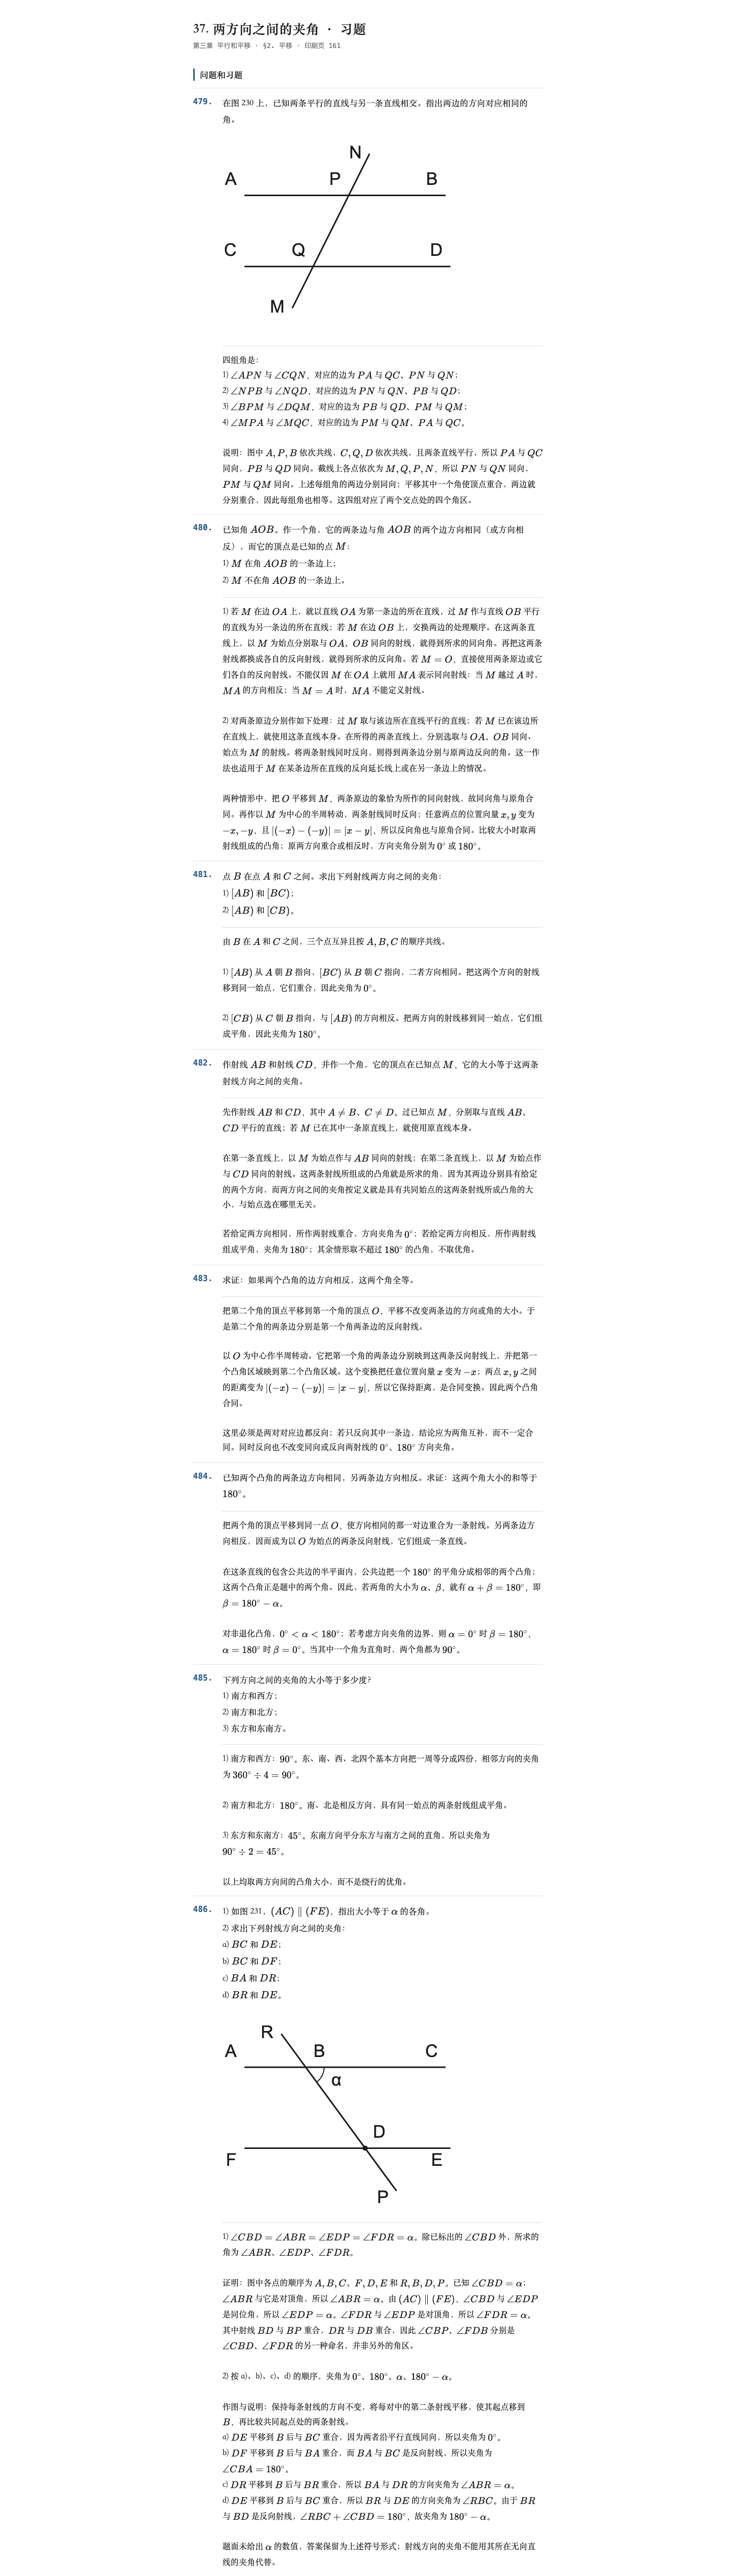 37. 两方向之间的夹角 · 习题
第三章 平行和平移 · §2. 平移 · 印刷页 161
问题和习题
479. 在图 230 上，已知两条平行的直线与另一条直线相交。指出两边的方向对应相同的
角。
N
A P B
C Q D
M
四组角是：
1) ∠APN 与 ∠CQN，对应的边为 PA 与 QC、PN 与 QN；
2) ∠NPB 与 ∠NQD，对应的边为 PN 与 QN、PB 与 QD；
3) ∠BPM 与 ∠DQM，对应的边为 PB 与 QD、PM 与 QM；
4) ∠MPA 与 ∠MQC，对应的边为 PM 与 QM、PA 与 QC。
说明：图中 A, P, B 依次共线，C, Q, D 依次共线，且两条直线平行，所以 PA 与 QC
同向，PB 与 QD 同向。截线上各点依次为 M, Q, P, N，所以 PN 与 QN 同向，
PM 与 QM 同向。上述每组角的两边分别同向；平移其中一个角使顶点重合，两边就
分别重合，因此每组角也相等。这四组对应了两个交点处的四个角区。
480. 已知角 AOB。作一个角，它的两条边与角 AOB 的两个边方向相同（或方向相
反），而它的顶点是已知的点 M：
1) M 在角 AOB 的一条边上；
2) M 不在角 AOB 的一条边上。
1) 若 M 在边 OA 上，就以直线 OA 为第一条边的所在直线，过 M 作与直线 OB 平行
的直线为另一条边的所在直线；若 M 在边 OB 上，交换两边的处理顺序。在这两条直
线上，以 M 为始点分别取与 OA、OB 同向的射线，就得到所求的同向角。再把这两条
射线都换成各自的反向射线，就得到所求的反向角。若 M = O，直接使用两条原边或它
们各自的反向射线。不能仅因 M 在 OA 上就用 MA 表示同向射线：当 M 越过 A 时，
MA 的方向相反；当 M = A 时，MA 不能定义射线。
2) 对两条原边分别作如下处理：过 M 取与该边所在直线平行的直线；若 M 已在该边所
在直线上，就使用这条直线本身。在所得的两条直线上，分别选取与 OA、OB 同向、
始点为 M 的射线。将两条射线同时反向，则得到两条边分别与原两边反向的角。这一作
法也适用于 M 在某条边所在直线的反向延长线上或在另一条边上的情况。
两种情形中，把 O 平移到 M，两条原边的象恰为所作的同向射线，故同向角与原角合
同。再作以 M 为中心的半周转动，两条射线同时反向；任意两点的位置向量 x, y 变为
−x, −y，且 |(−x) − (−y)| = |x − y|，所以反向角也与原角合同。比较大小时取两
射线组成的凸角；原两方向重合或相反时，方向夹角分别为 0° 或 180°。
481. 点 B 在点 A 和 C 之间。求出下列射线两方向之间的夹角：
1) [AB) 和 [BC)；
2) [AB) 和 [CB)。
由 B 在 A 和 C 之间，三个点互异且按 A, B, C 的顺序共线。
1) [AB) 从 A 朝 B 指向，[BC) 从 B 朝 C 指向，二者方向相同。把这两个方向的射线
移到同一始点，它们重合，因此夹角为 0°。
2) [CB) 从 C 朝 B 指向，与 [AB) 的方向相反。把两方向的射线移到同一始点，它们组
成平角，因此夹角为 180°。
482. 作射线 AB 和射线 CD，并作一个角，它的顶点在已知点 M，它的大小等于这两条
射线方向之间的夹角。
先作射线 AB 和 CD，其中 A ≠ B、C ≠ D。过已知点 M，分别取与直线 AB、
CD 平行的直线；若 M 已在其中一条原直线上，就使用原直线本身。
在第一条直线上，以 M 为始点作与 AB 同向的射线；在第二条直线上，以 M 为始点作
与 CD 同向的射线。这两条射线所组成的凸角就是所求的角，因为其两边分别具有给定
的两个方向，而两方向之间的夹角按定义就是具有共同始点的这两条射线所成凸角的大
小，与始点选在哪里无关。
若给定两方向相同，所作两射线重合，方向夹角为 0°；若给定两方向相反，所作两射线
组成平角，夹角为 180°；其余情形取不超过 180° 的凸角，不取优角。
483. 求证：如果两个凸角的边方向相反，这两个角全等。
把第二个角的顶点平移到第一个角的顶点 O，平移不改变两条边的方向或角的大小。于
是第二个角的两条边分别是第一个角两条边的反向射线。
以 O 为中心作半周转动。它把第一个角的两条边分别映到这两条反向射线上，并把第一
个凸角区域映到第二个凸角区域。这个变换把任意位置向量 x 变为 −x；两点 x, y 之间
的距离变为 |(−x) − (−y)| = |x − y|，所以它保持距离，是合同变换。因此两个凸角
合同。
这里必须是两对对应边都反向；若只反向其中一条边，结论应为两角互补，而不一定合
同。同时反向也不改变同向或反向两射线的 0°、180° 方向夹角。
484. 已知两个凸角的两条边方向相同，另两条边方向相反。求证：这两个角大小的和等于
180°。
把两个角的顶点平移到同一点 O，使方向相同的那一对边重合为一条射线。另两条边方
向相反，因而成为以 O 为始点的两条反向射线，它们组成一条直线。
在这条直线的包含公共边的半平面内，公共边把一个 180° 的平角分成相邻的两个凸角；
这两个凸角正是题中的两个角。因此，若两角的大小为 α、β，就有 α + β = 180°，即
β = 180° − α。
对非退化凸角，0° < α < 180°；若考虑方向夹角的边界，则 α = 0° 时 β = 180°，
α = 180° 时 β = 0°。当其中一个角为直角时，两个角都为 90°。
485. 下列方向之间的夹角的大小等于多少度？
1) 南方和西方；
2) 南方和北方；
3) 东方和东南方。
1) 南方和西方：90°。东、南、西、北四个基本方向把一周等分成四份，相邻方向的夹角
为 360° ÷ 4 = 90°。
2) 南方和北方：180°。南、北是相反方向，具有同一始点的两条射线组成平角。
3) 东方和东南方：45°。东南方向平分东方与南方之间的直角，所以夹角为
90° ÷ 2 = 45°。
以上均取两方向间的凸角大小，而不是绕行的优角。
486. 1) 如图 231，(AC) ∥ (FE)，指出大小等于 α 的各角。
2) 求出下列射线方向之间的夹角：
a) BC 和 DE；
b) BC 和 DF；
c) BA 和 DR；
d) BR 和 DE。
R
A B C
α
D
F E
P
1) ∠CBD = ∠ABR = ∠EDP = ∠FDR = α。除已标出的 ∠CBD 外，所求的
角为 ∠ABR、∠EDP、∠FDR。
证明：图中各点的顺序为 A, B, C、F, D, E 和 R, B, D, P。已知 ∠CBD = α；
∠ABR 与它是对顶角，所以 ∠ABR = α。由 (AC) ∥ (FE)，∠CBD 与 ∠EDP
是同位角，所以 ∠EDP = α。∠FDR 与 ∠EDP 是对顶角，所以 ∠FDR = α。
其中射线 BD 与 BP 重合，DR 与 DB 重合，因此 ∠CBP、∠FDB 分别是
∠CBD、∠FDR 的另一种命名，并非另外的角区。
2) 按 a)、b)、c)、d) 的顺序，夹角为 0°、180°、α、180° − α。
作图与说明：保持每条射线的方向不变，将每对中的第二条射线平移，使其起点移到
B，再比较共同起点处的两条射线。
a) DE 平移到 B 后与 BC 重合，因为两者沿平行直线同向，所以夹角为 0°。
b) DF 平移到 B 后与 BA 重合，而 BA 与 BC 是反向射线，所以夹角为
∠CBA = 180°。
c) DR 平移到 B 后与 BR 重合，所以 BA 与 DR 的方向夹角为 ∠ABR = α。
d) DE 平移到 B 后与 BC 重合，所以 BR 与 DE 的方向夹角为 ∠RBC。由于 BR
与 BD 是反向射线，∠RBC + ∠CBD = 180°，故夹角为 180° − α。
题面未给出 α 的数值，答案保留为上述符号形式；射线方向的夹角不能用其所在无向直
线的夹角代替。